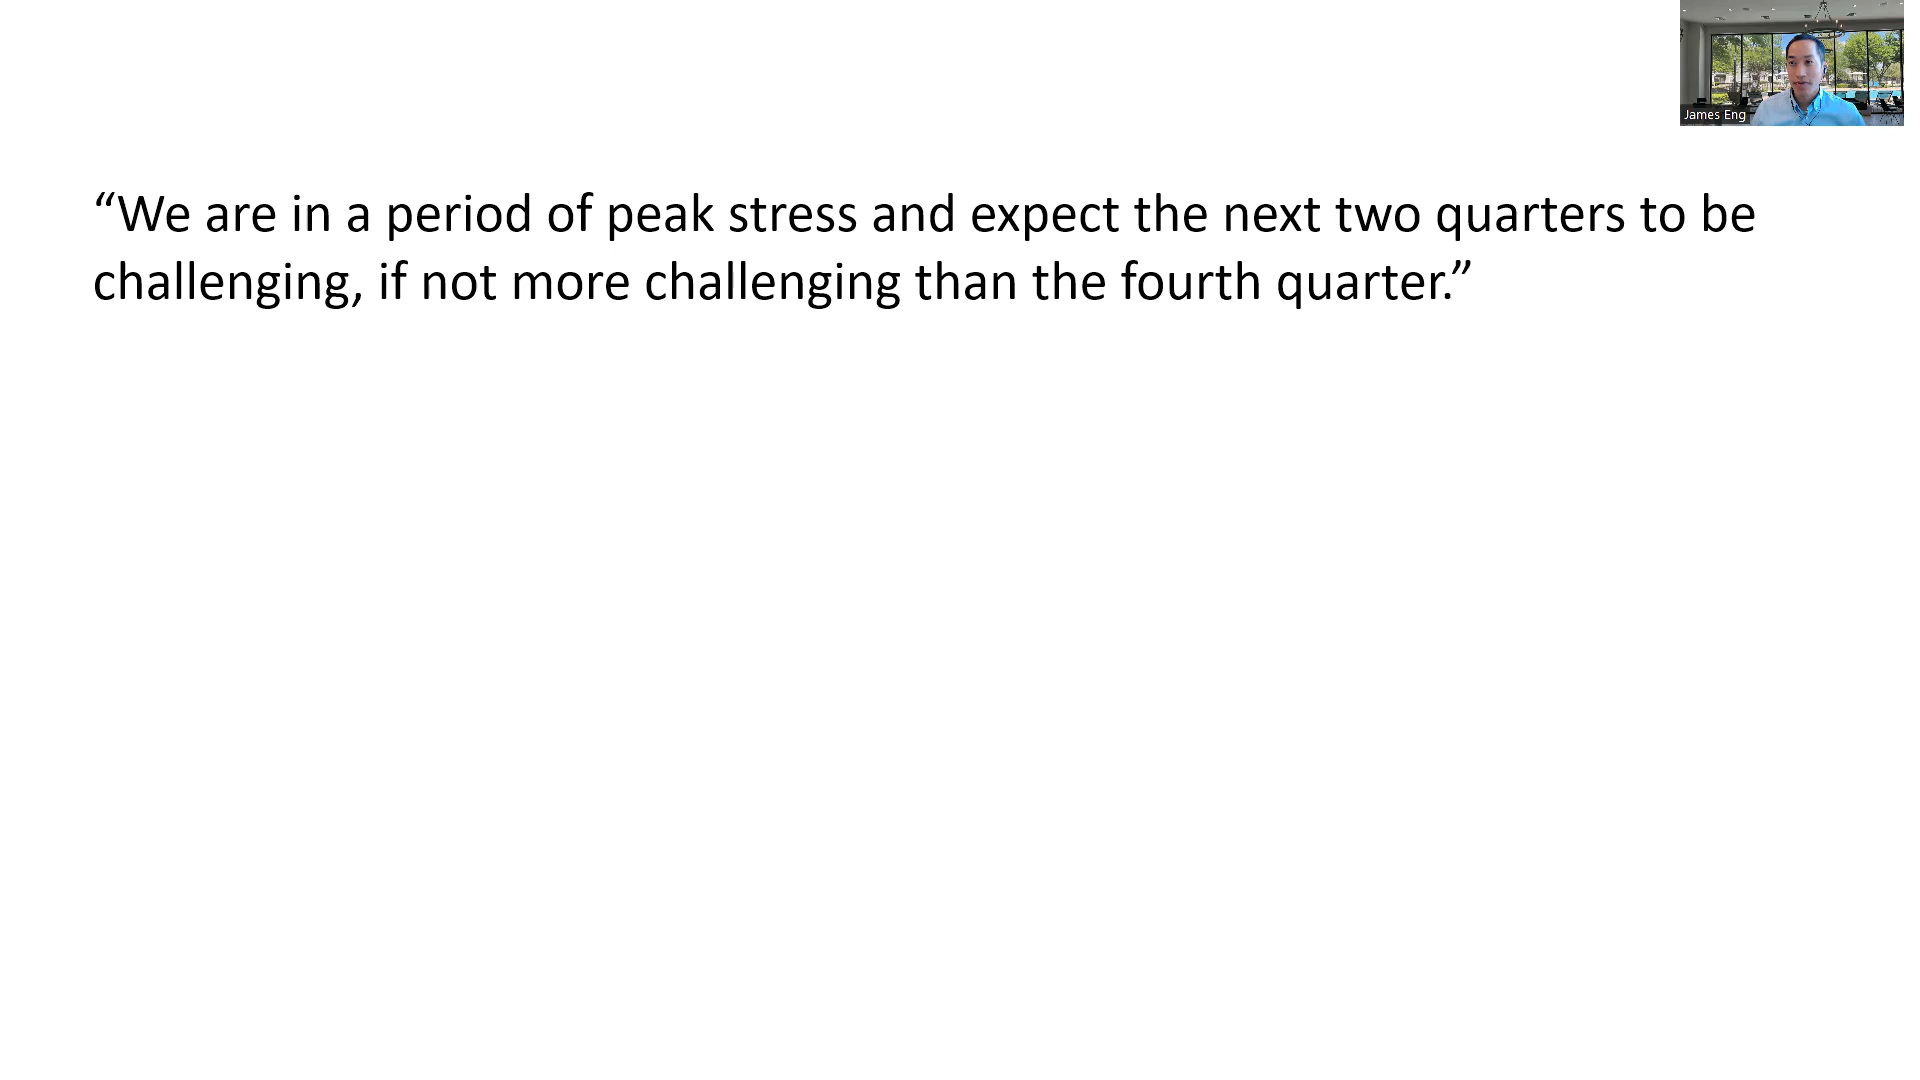 James Eng
“We are in a period of peak stress and expect the next two quarters to be
challenging, if not more challenging than the fourth quarter.”